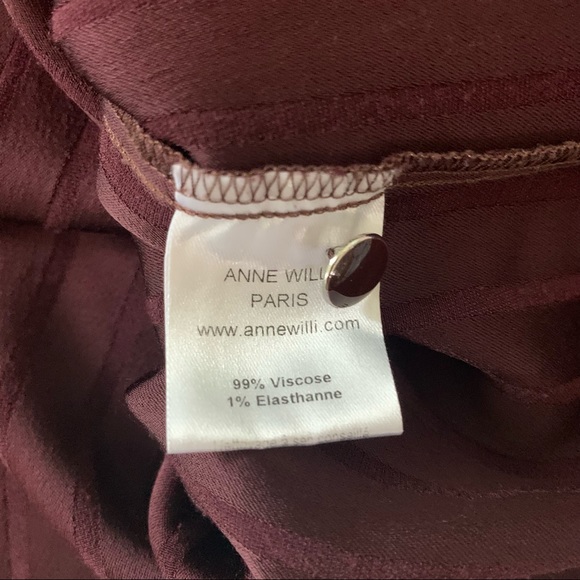 ANNE WILLI
PARIS
www.annewilli.com
99% Viscose
1% Elasthanne